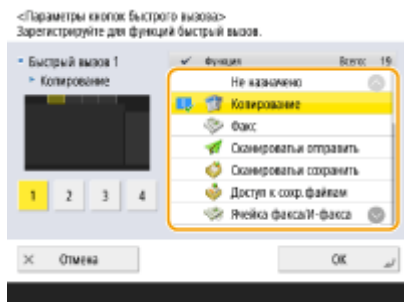 <Параметры кнопок быстрого вызова>
Зарегистрируйте для функций быстрый вызов.
Быстрый вызов 1
Копирование
1 2 3 4
Функция Всего: 19
Не назначено
Копирование
Факс
Сканировать и отправить
Сканировать и сохранить
Доступ к сохр. файлам
Ячейка факса/И-факса
× Отмена
OK